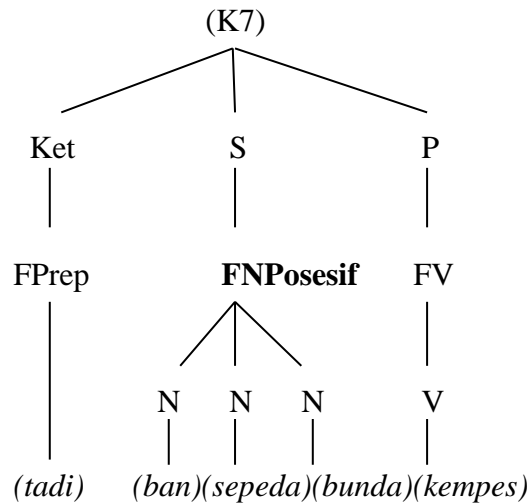 (K7)
Ket S P
FPrep FNPosesif FV
N N N V
(tadi) (ban)(sepeda)(bunda)(kempes)